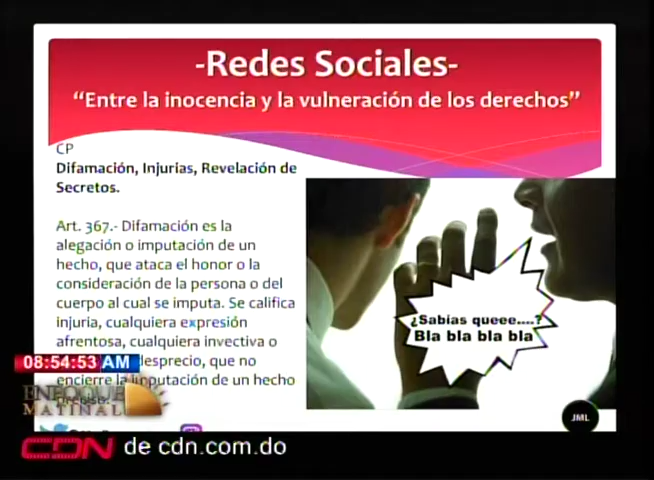 -Redes Sociales-
“Entre la inocencia y la vulneración de los derechos”
CP
Difamación, Injurias, Revelación de
Secretos.
Art. 367.- Difamación es la
alegación o imputación de un
hecho, que ataca el honor o la
consideración de la persona o del
cuerpo al cual se imputa. Se califica
injuria, cualquiera expresión
afrentosa, cualquiera invectiva o
desprecio, que no
encierre la imputación de un hecho
preciso.
¿Sabias queee....?
Bla bla bla bla
08:54:53 AM
ENFOQUE
MATINAL
JML
CDN de cdn.com.do